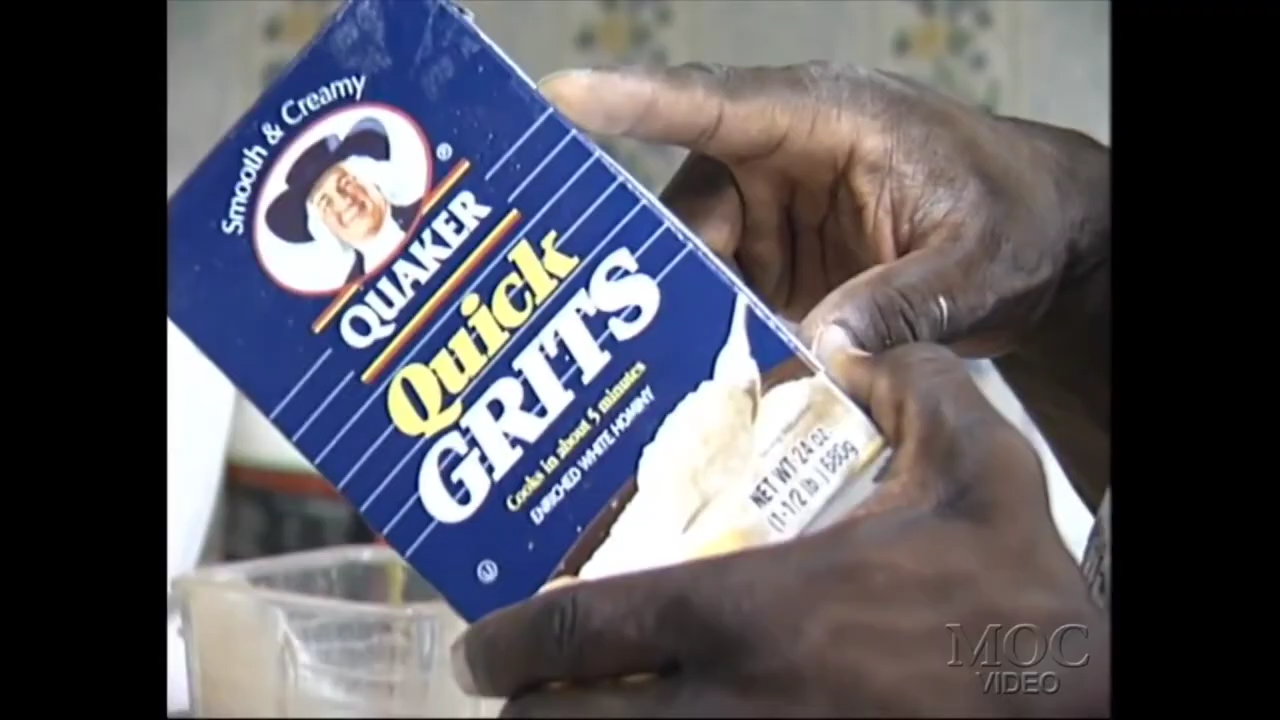 Smooth & Creamy
®
QUAKER
Quick
GRITS
Cooks in about 5 minutes
ENRICHED WHITE HOMINY
NET WT 24 oz.
(1-1/2 lb.) 680g
U
MOC
VIDEO